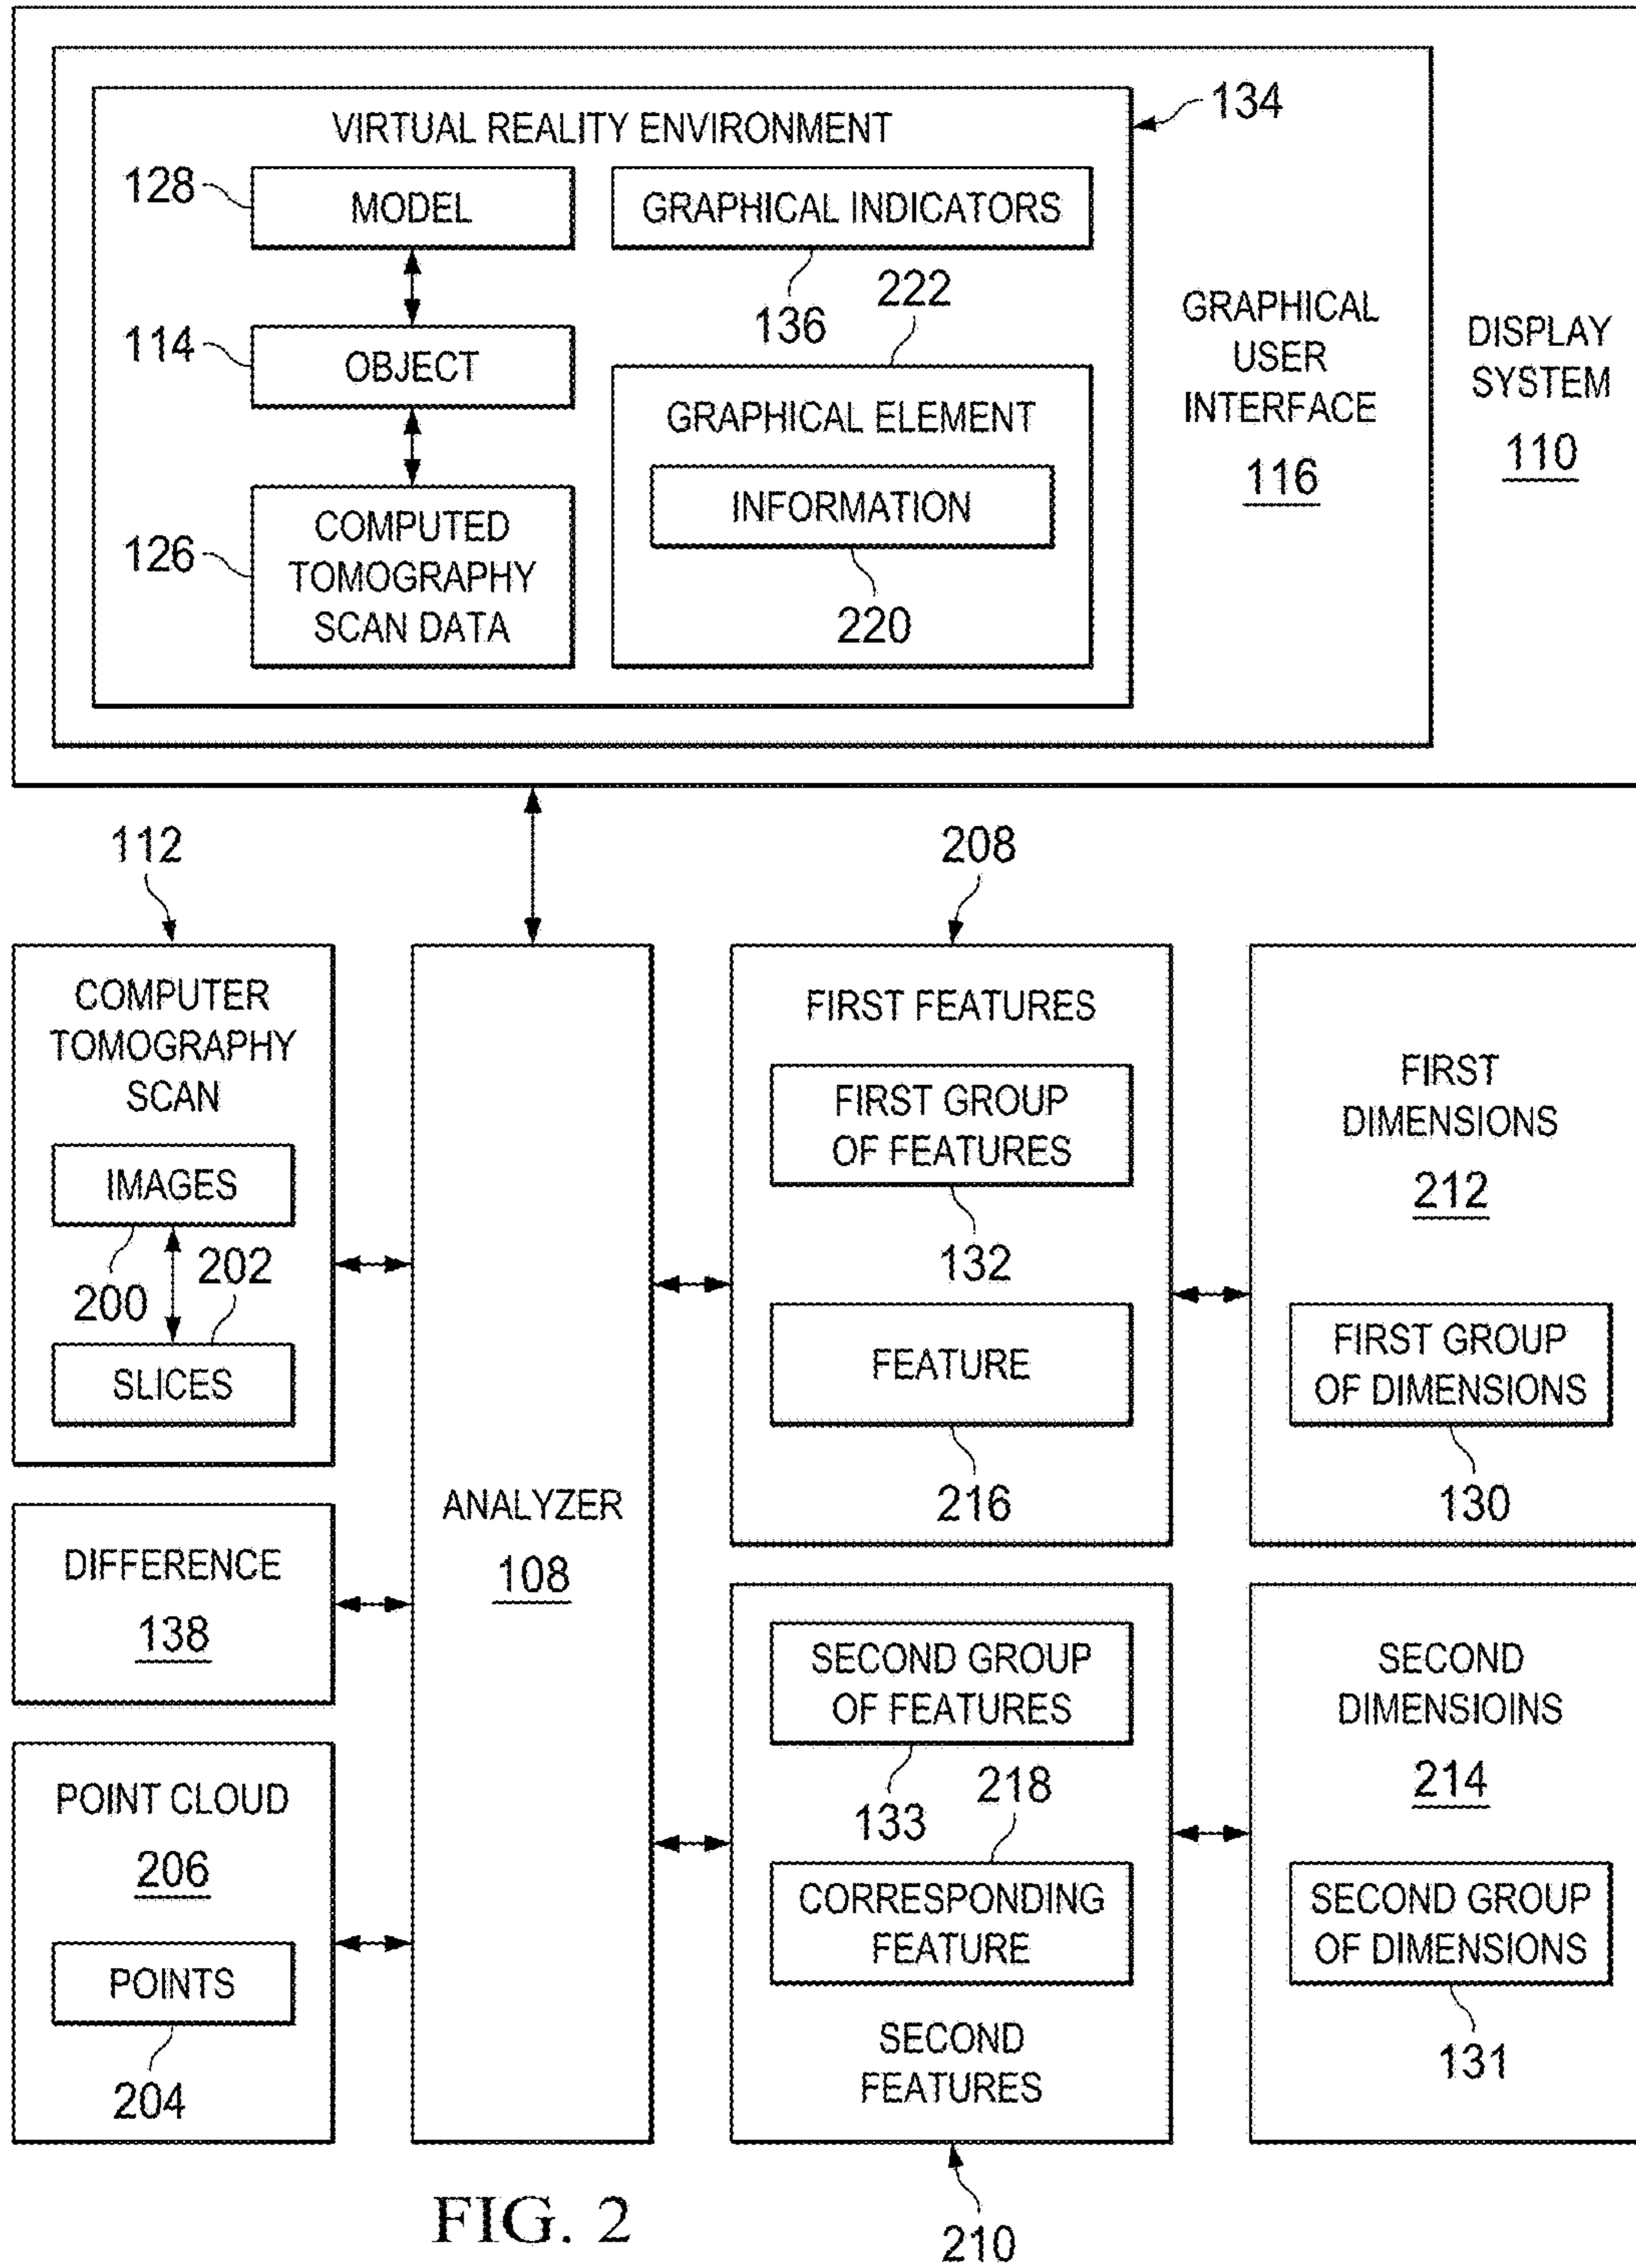 VIRTUAL REALITY ENVIRONMENT
134
128
MODEL
GRAPHICAL INDICATORS
136
222
114
OBJECT
GRAPHICAL ELEMENT
INFORMATION
220
126
COMPUTED
TOMOGRAPHY
SCAN DATA
GRAPHICAL
USER
INTERFACE
116
DISPLAY
SYSTEM
110
112
COMPUTER
TOMOGRAPHY
SCAN
IMAGES
200
202
SLICES
DIFFERENCE
138
POINT CLOUD
206
POINTS
204
ANALYZER
108
208
FIRST FEATURES
FIRST GROUP
OF FEATURES
132
FEATURE
216
FIRST
DIMENSIONS
212
FIRST GROUP
OF DIMENSIONS
130
SECOND GROUP
OF FEATURES
133
218
CORRESPONDING
FEATURE
SECOND
FEATURES
210
SECOND
DIMENSIOINS
214
SECOND GROUP
OF DIMENSIONS
131
FIG. 2